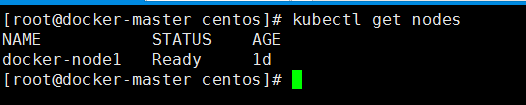 [root@docker-master centos]# kubectl get nodes
NAME           STATUS    AGE
docker-node1   Ready     1d
[root@docker-master centos]#